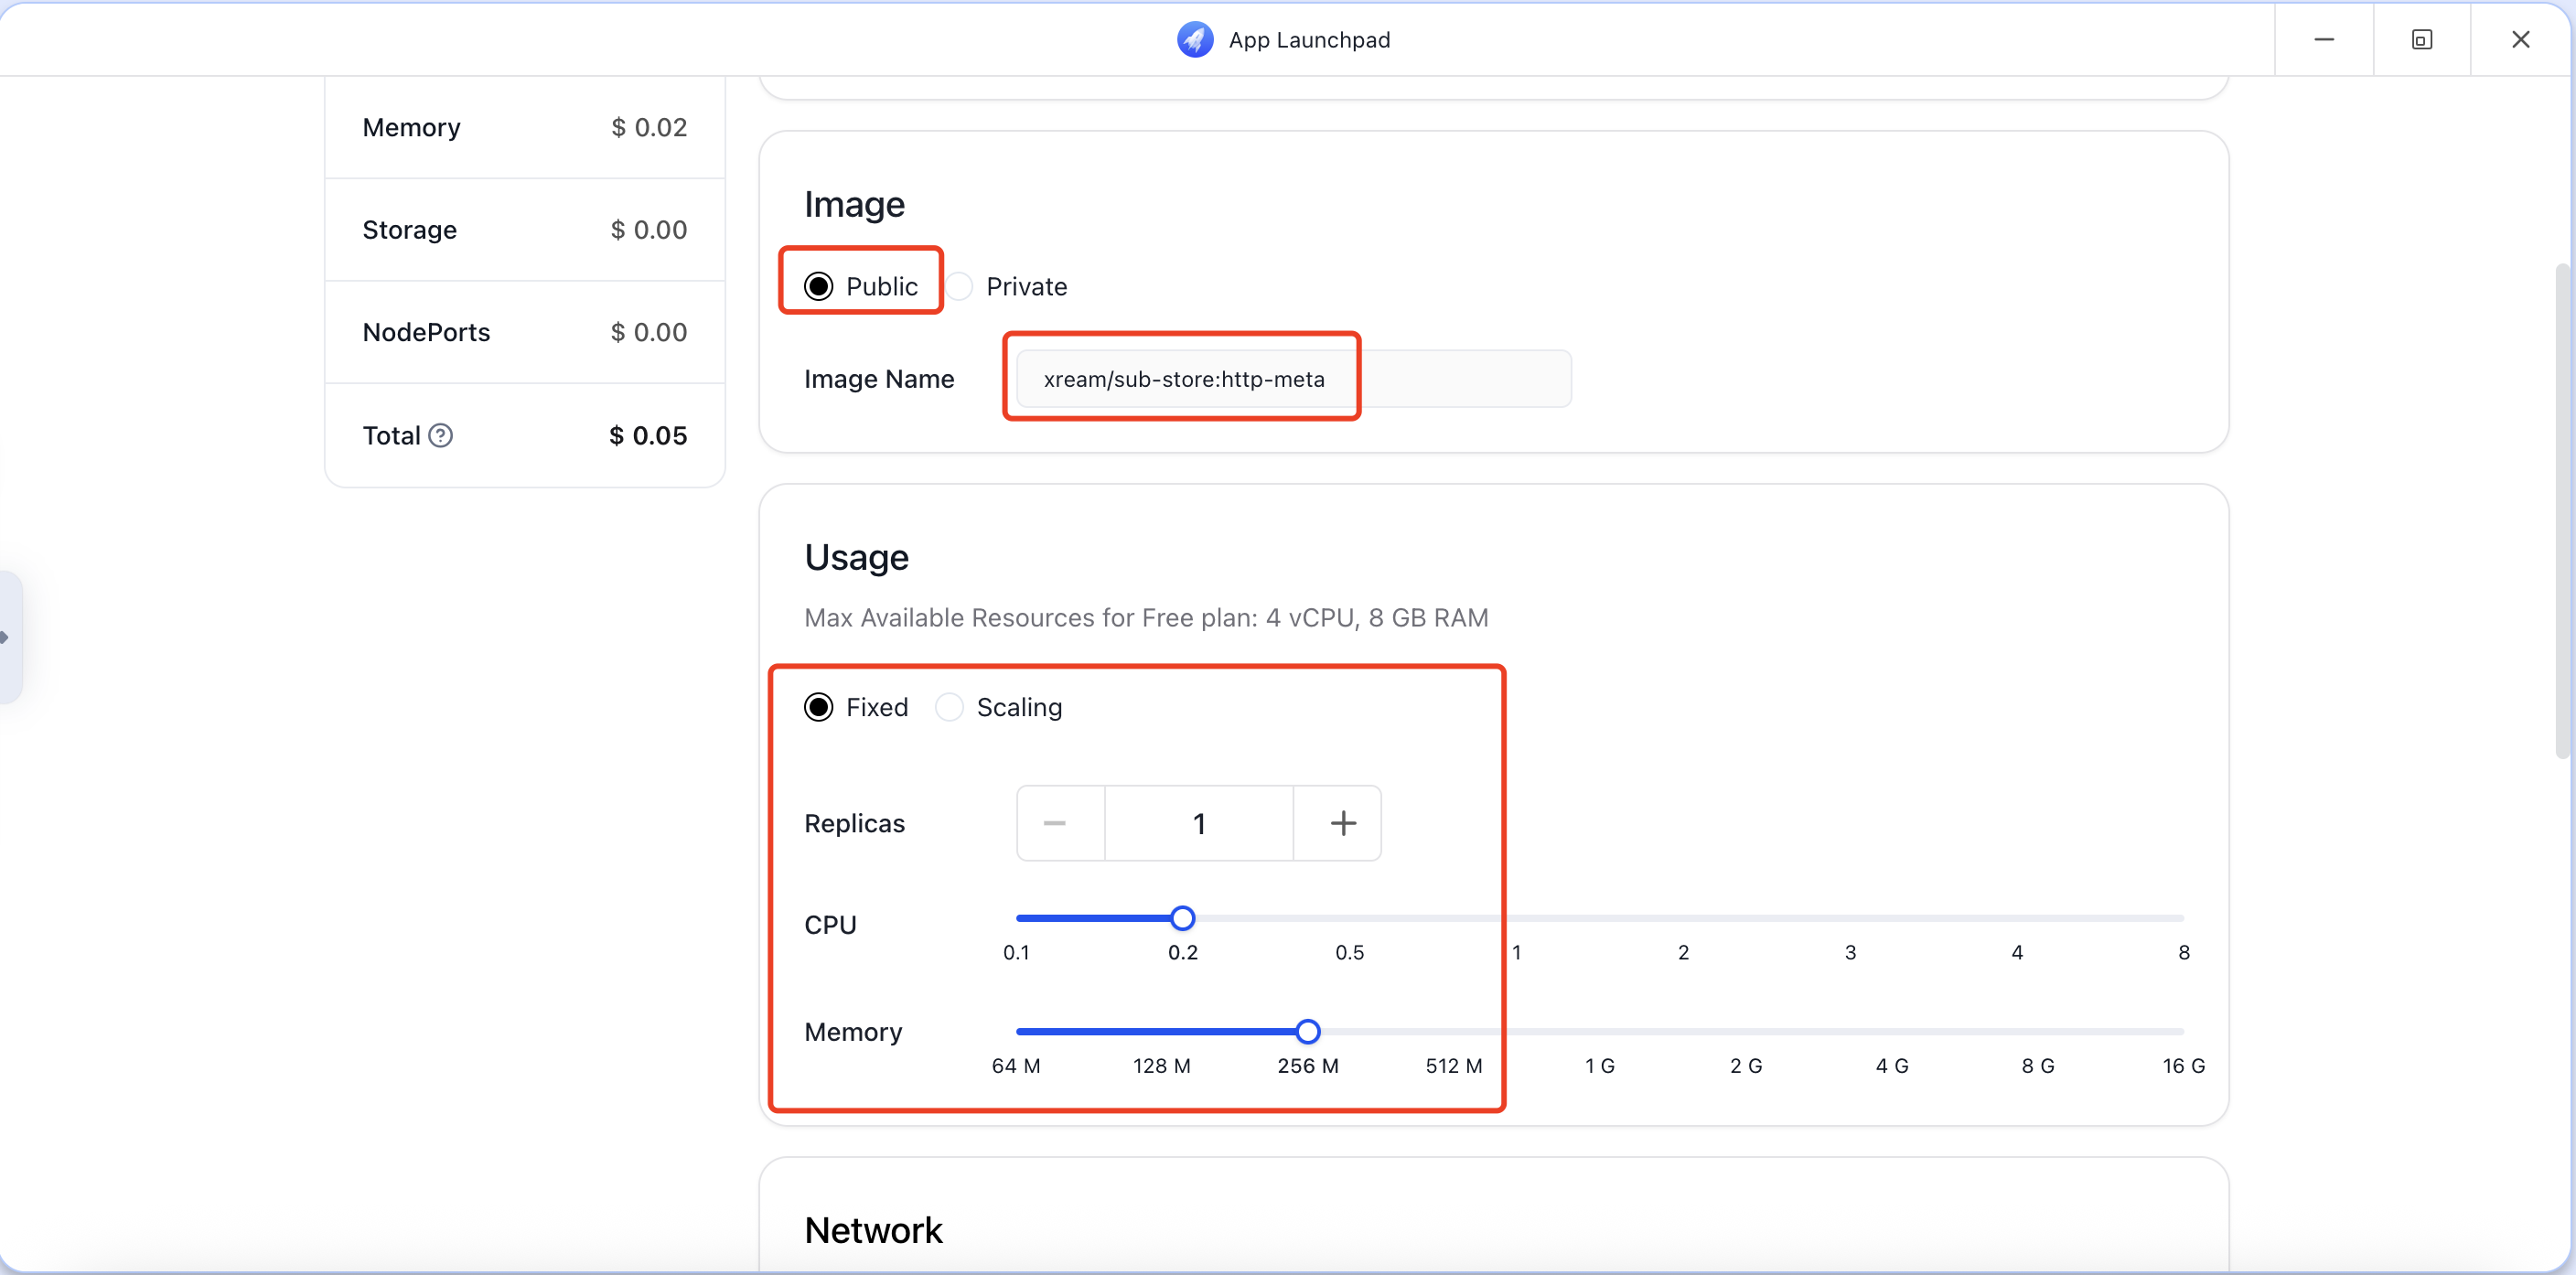 App Launchpad
Memory $ 0.02
Storage $ 0.00
NodePorts $ 0.00
Total $ 0.05
Image
Public Private
Image Name xream/sub-store:http-meta
Usage
Max Available Resources for Free plan: 4 vCPU, 8 GB RAM
Fixed Scaling
Replicas 1
CPU
0.1 0.2 0.5 1 2 3 4 8
Memory
64 M 128 M 256 M 512 M 1 G 2 G 4 G 8 G 16 G
Network